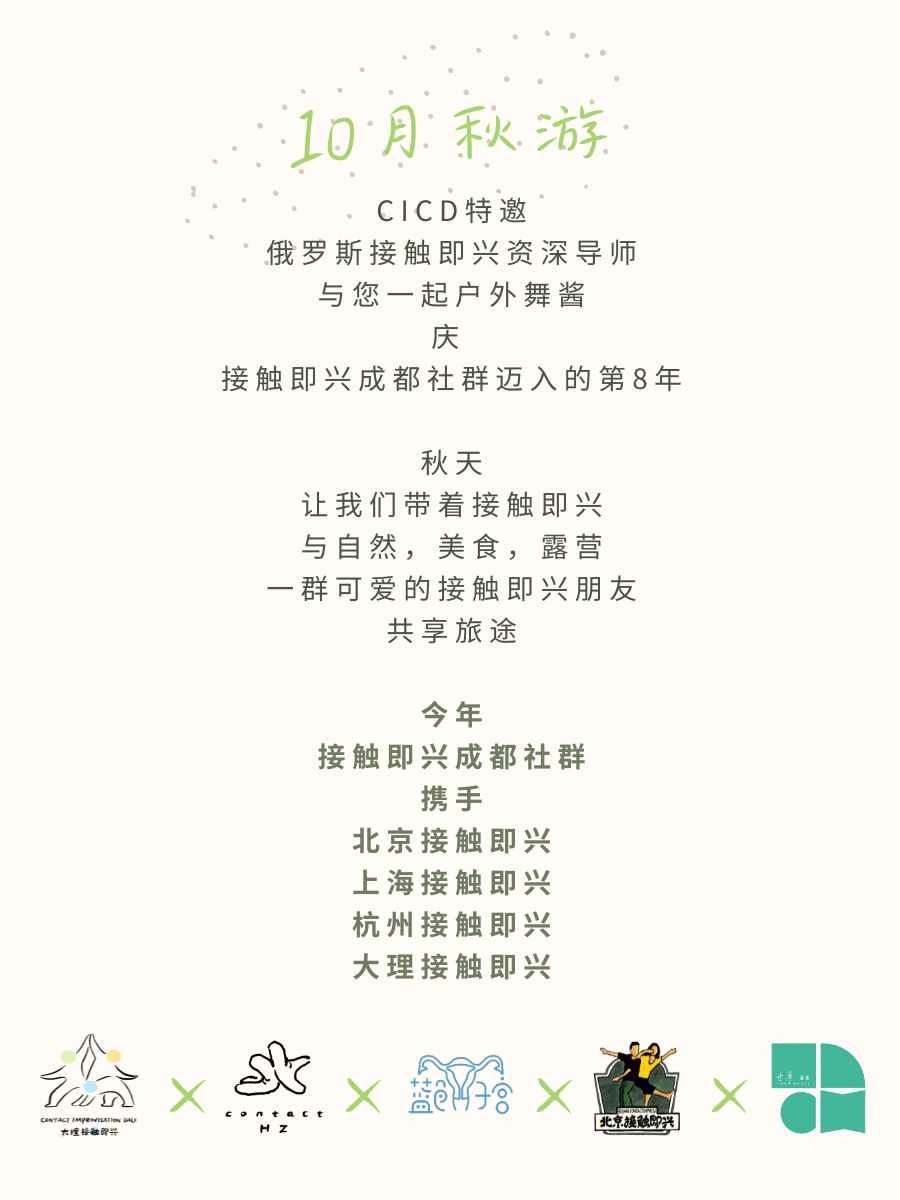 10月秋游
CICD特邀
俄罗斯接触即兴资深导师
与您一起户外舞酱
庆
接触即兴成都社群迈入的第8年
秋天
让我们带着接触即兴
与自然，美食，露营
一群可爱的接触即兴朋友
共享旅途
今年
接触即兴成都社群
携手
北京接触即兴
上海接触即兴
杭州接触即兴
大理接触即兴
CONTACT IMPROVISATION DALI
大理接触即兴
contact
HZ
北京接触即兴